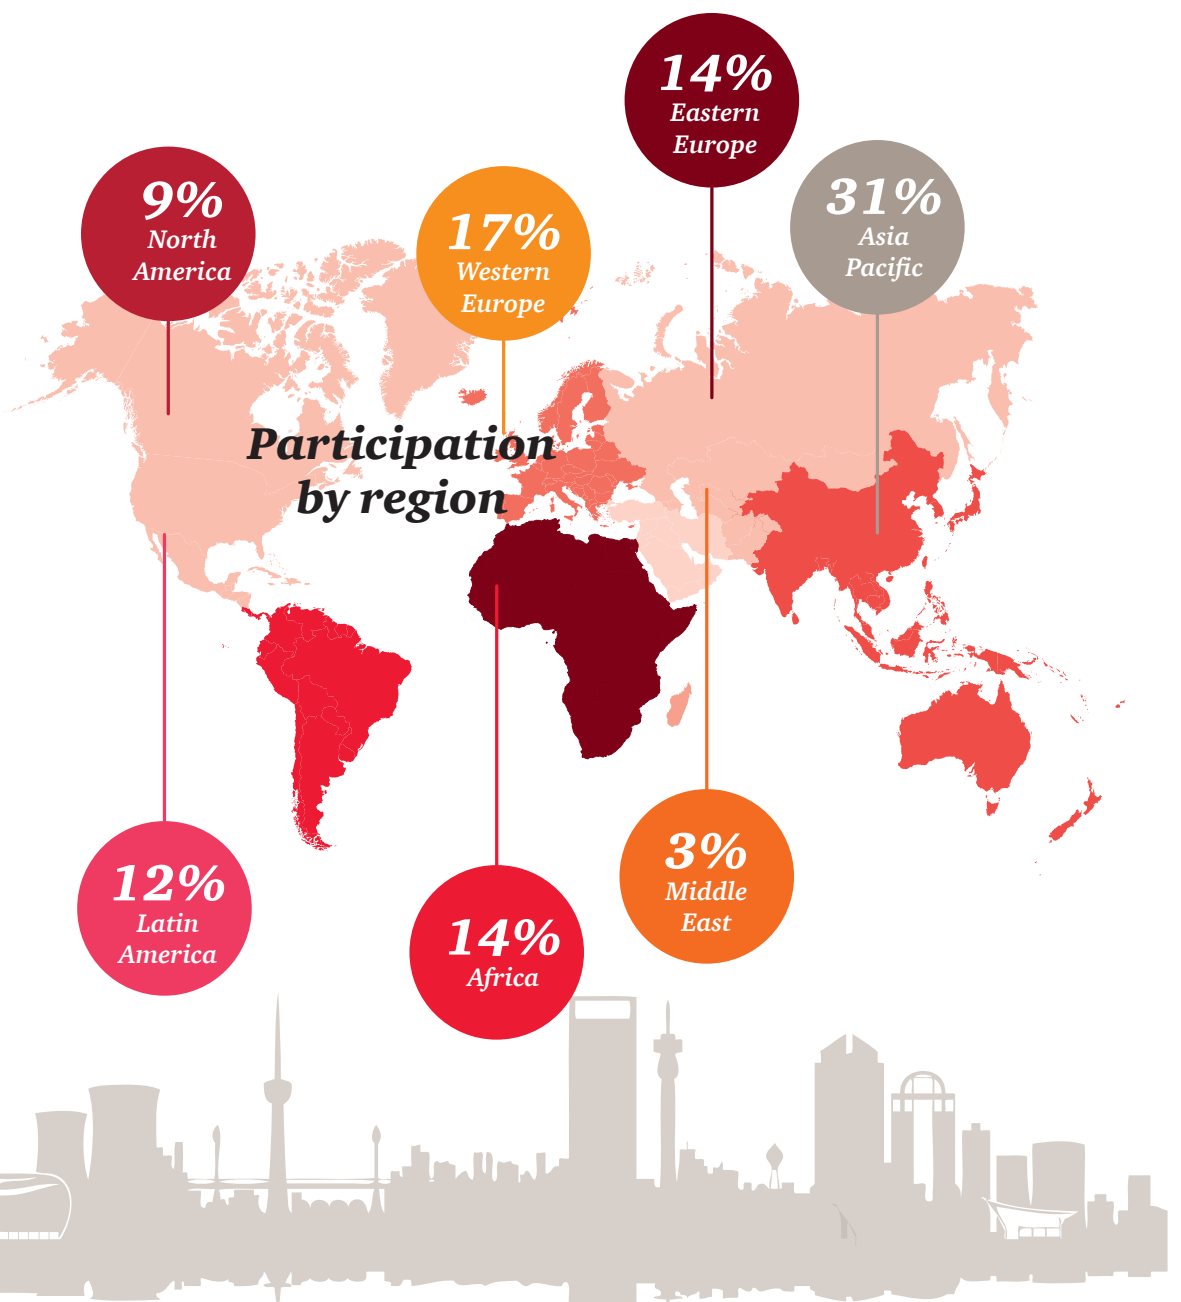 14%
Eastern
Europe
9%
North
America
17%
Western
Europe
31%
Asia
Pacific
Participation
by region
12%
Latin
America
14%
Africa
3%
Middle
East